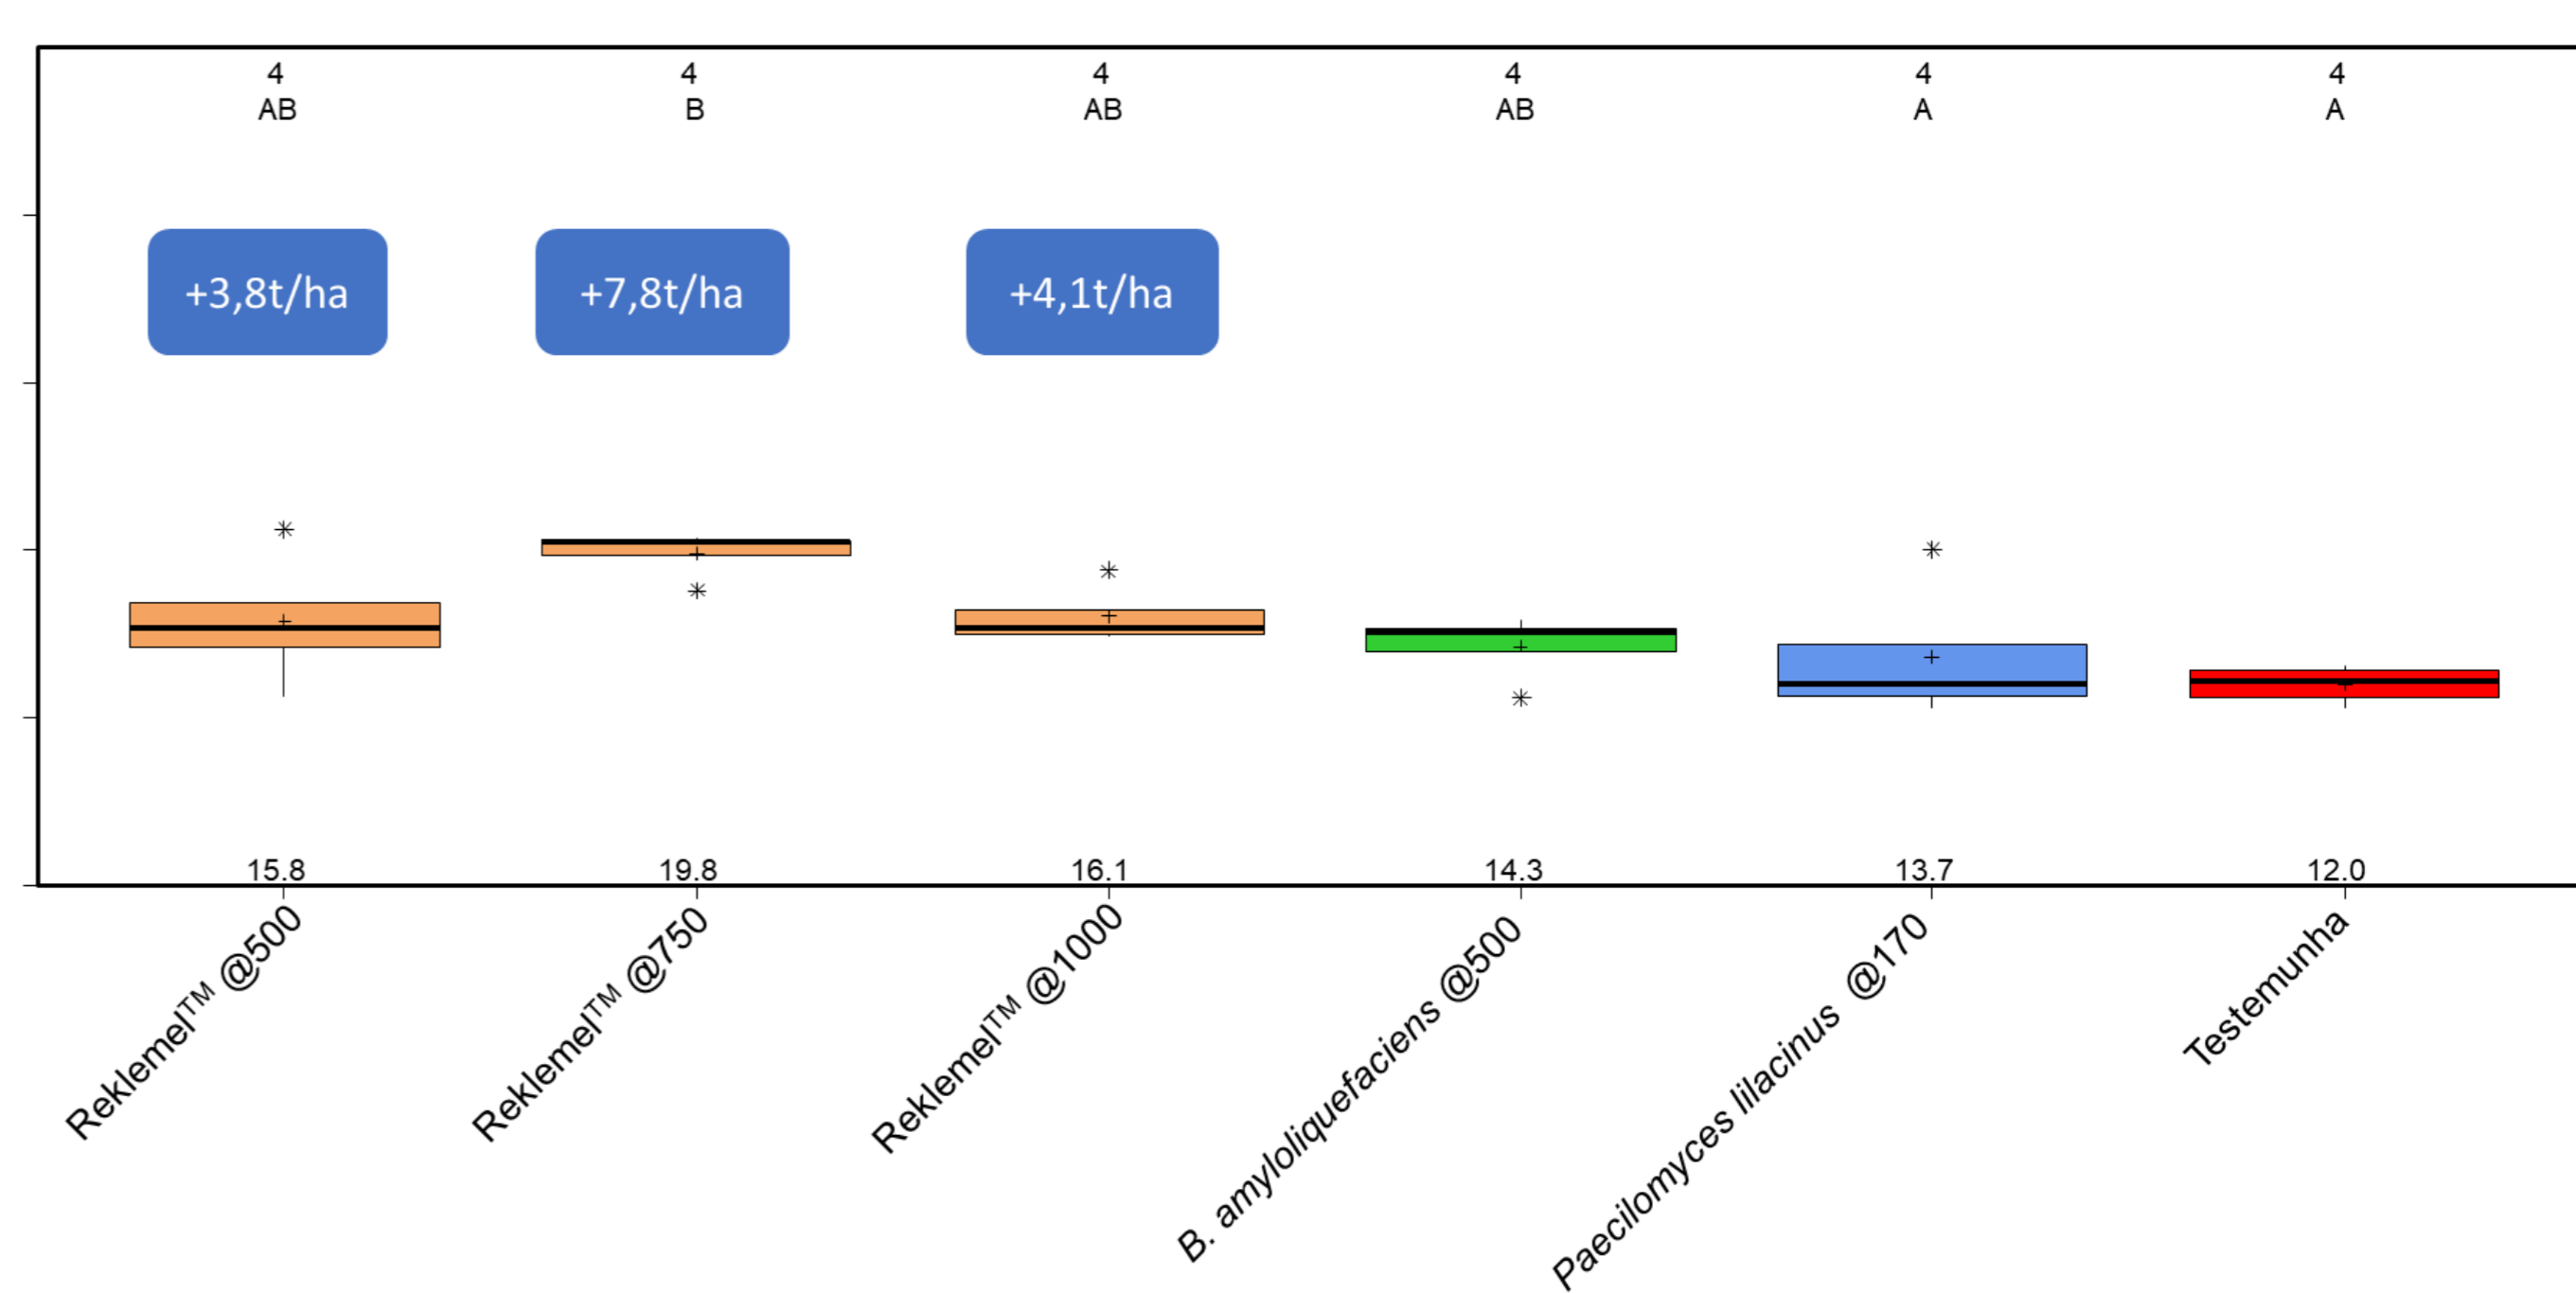 4 4 4 4 4 4
AB B AB AB A A
+3,8t/ha +7,8t/ha +4,1t/ha
15.8 19.8 16.1 14.3 13.7 12.0
Reklemel™ @500
Reklemel™ @750
Reklemel™ @1000
B. amyloliquefaciens @500
Paecilomyces lilacinus @170
Testemunha